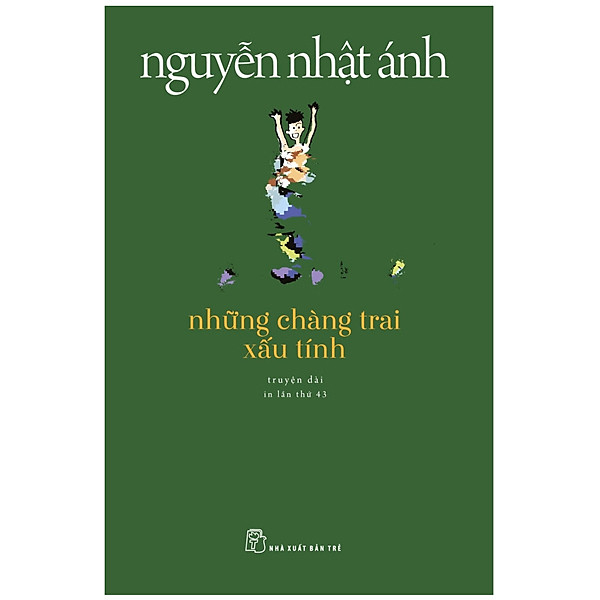 nguyễn nhật ánh
những chàng trai
xấu tính
truyện dài
in lần thứ 43
NHÀ XUẤT BẢN TRẺ